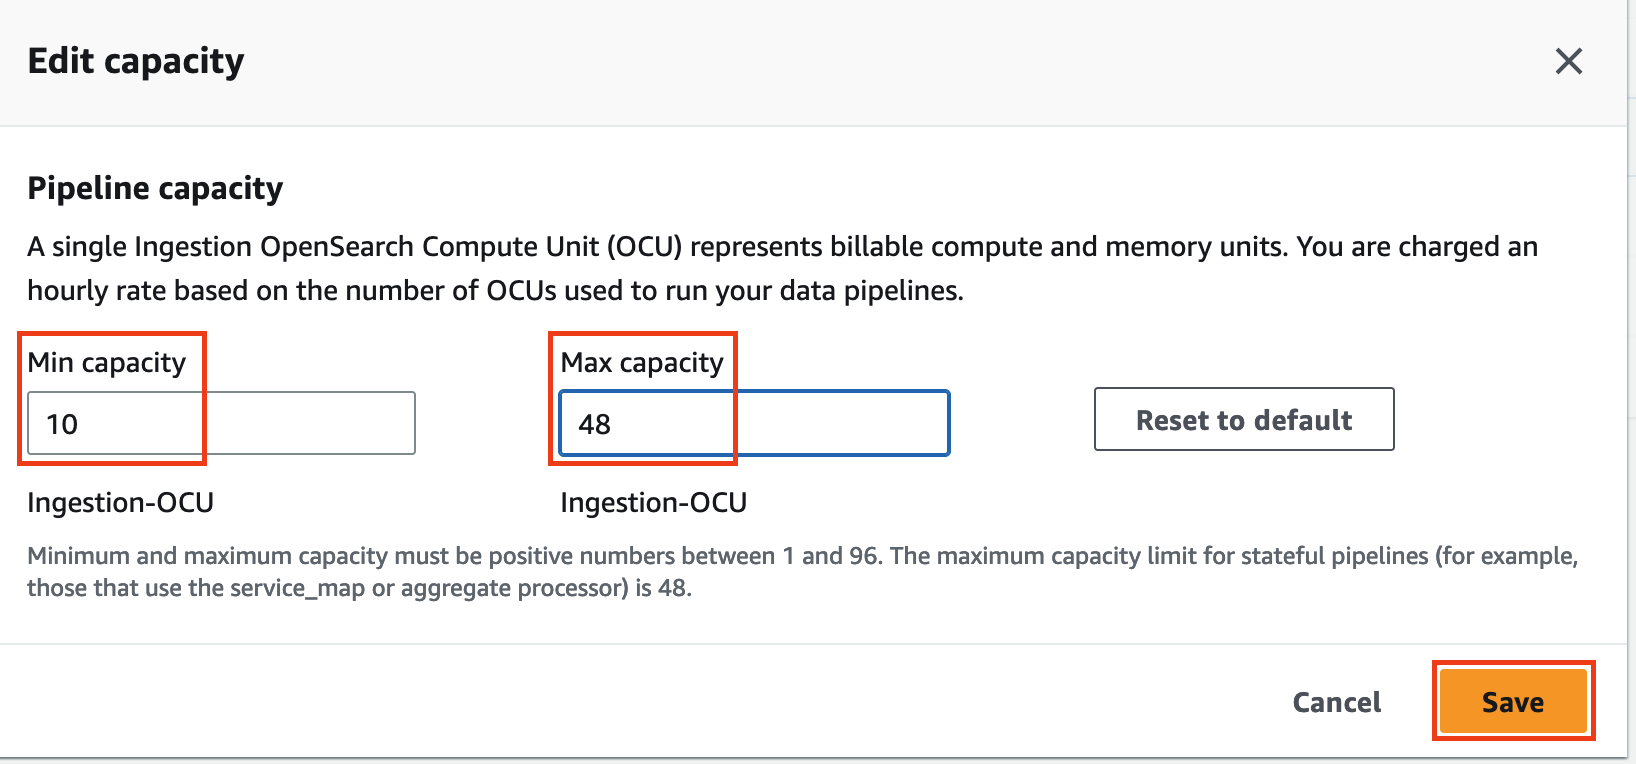 Edit capacity
Pipeline capacity
A single Ingestion OpenSearch Compute Unit (OCU) represents billable compute and memory units. You are charged an
hourly rate based on the number of OCUs used to run your data pipelines.
Min capacity
10
Ingestion-OCU
Max capacity
48
Ingestion-OCU
Reset to default
Minimum and maximum capacity must be positive numbers between 1 and 96. The maximum capacity limit for stateful pipelines (for example,
those that use the service_map or aggregate processor) is 48.
Cancel
Save